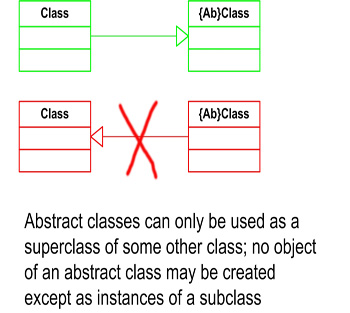 Class {Ab}Class
Class {Ab}Class
Abstract classes can only be used as a
superclass of some other class; no object
of an abstract class may be created
except as instances of a subclass